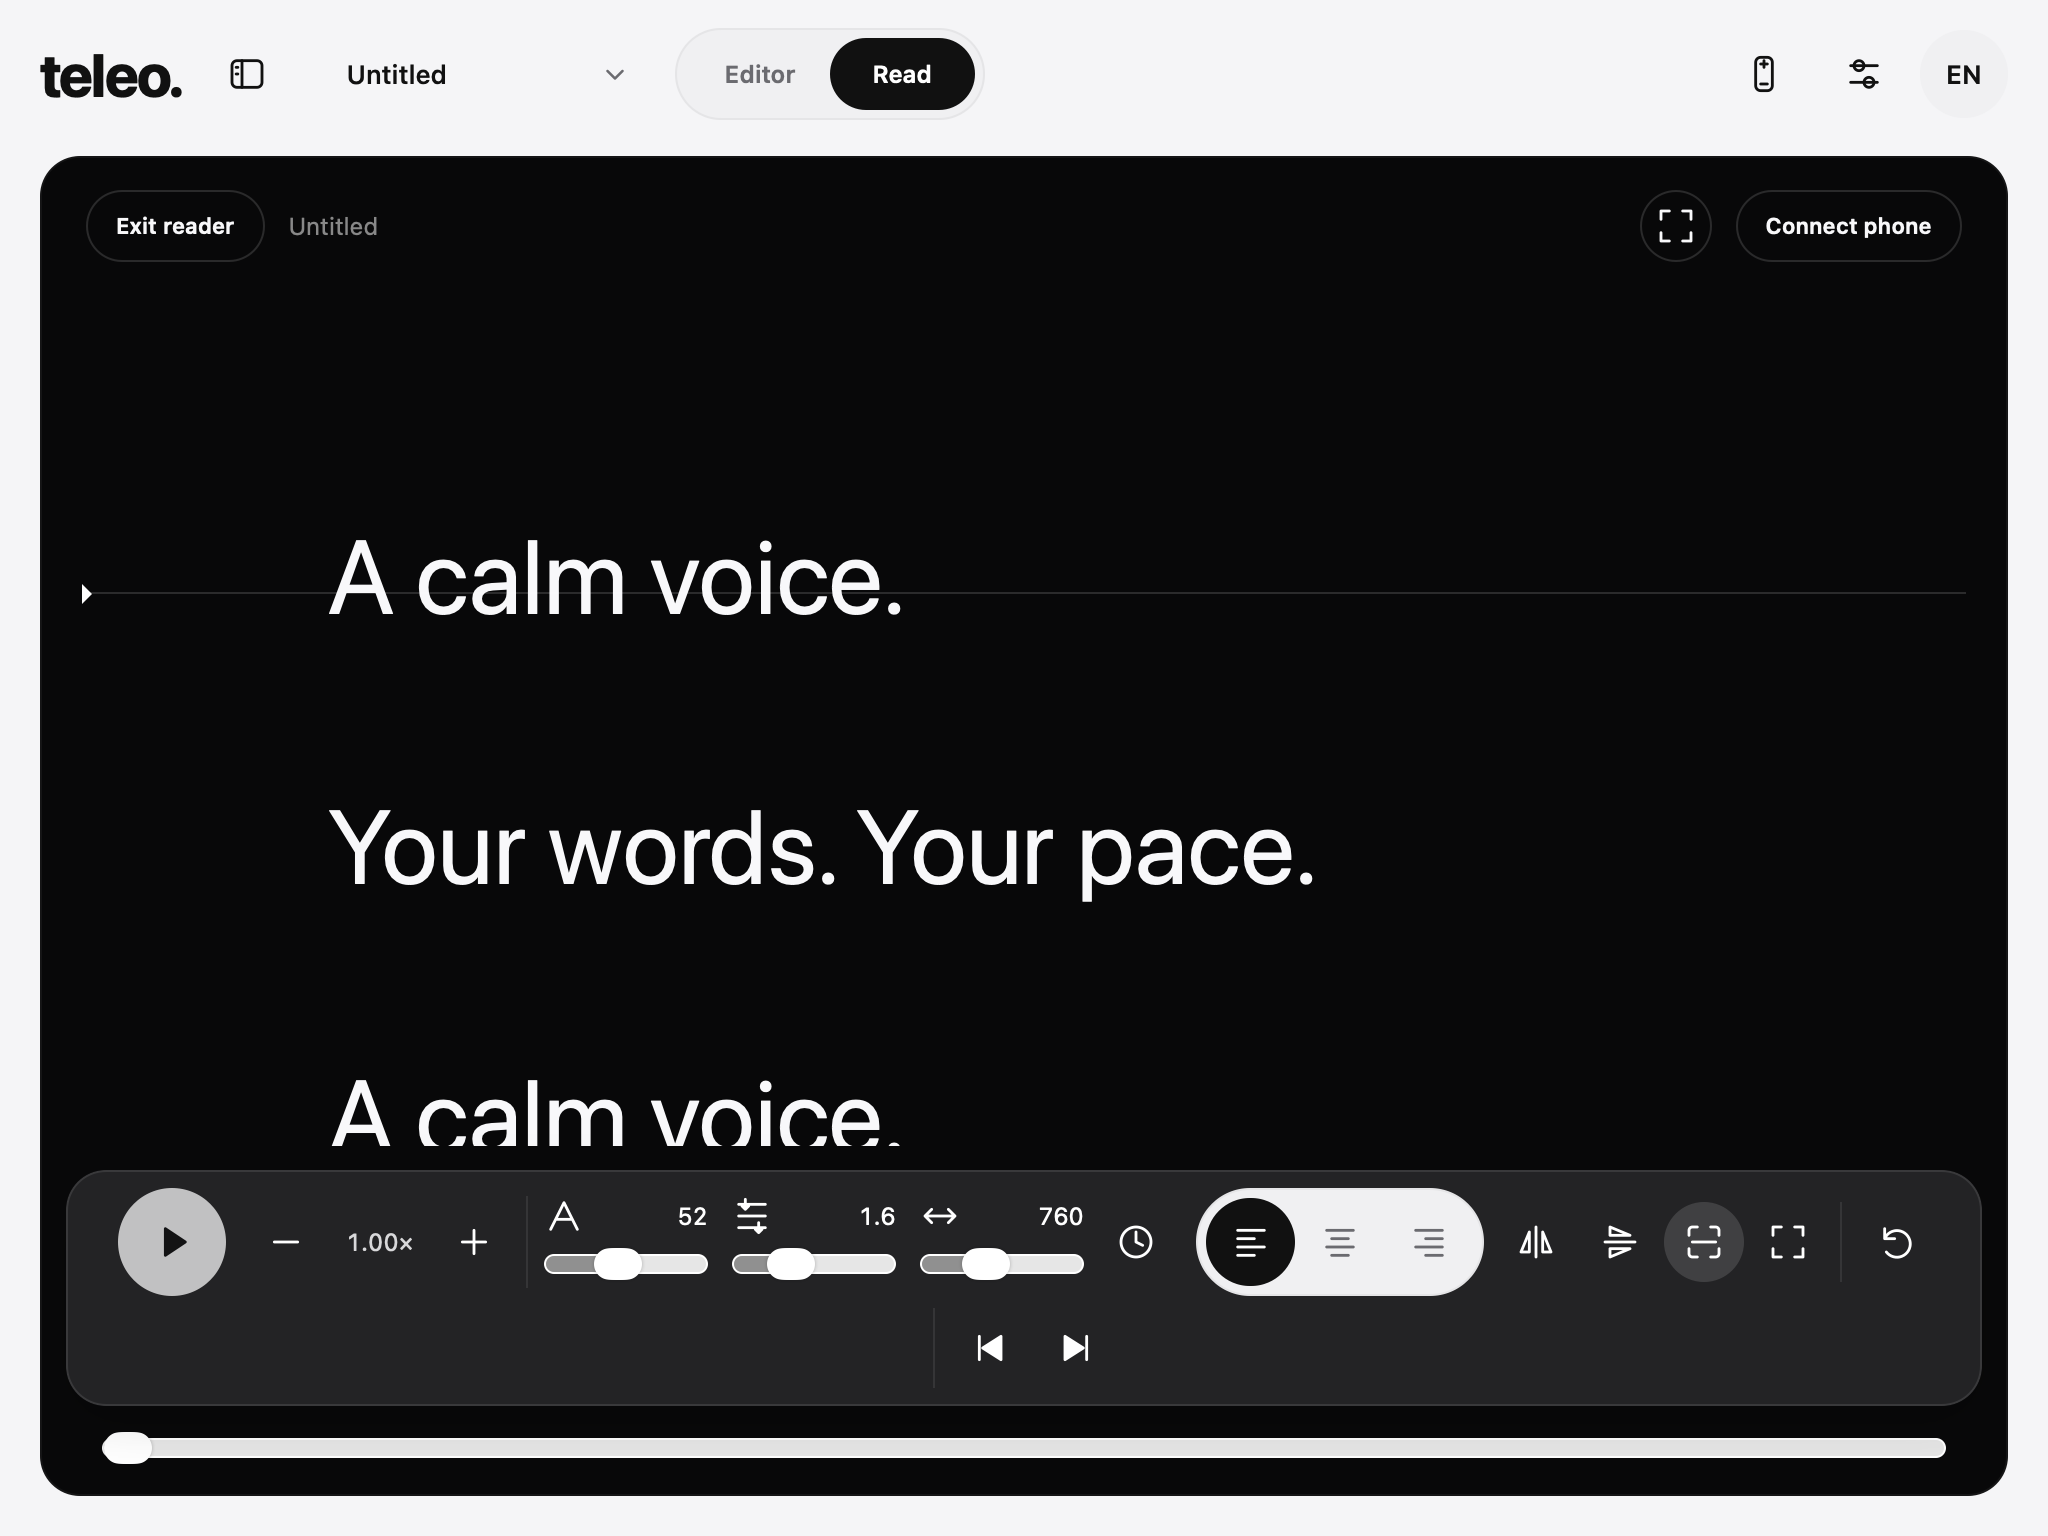 teleo.
Untitled
Editor
Read
EN
Exit reader
Untitled
Connect phone
A calm voice.
Your words. Your pace.
A calm voice.
1.00×
52
1.6
760